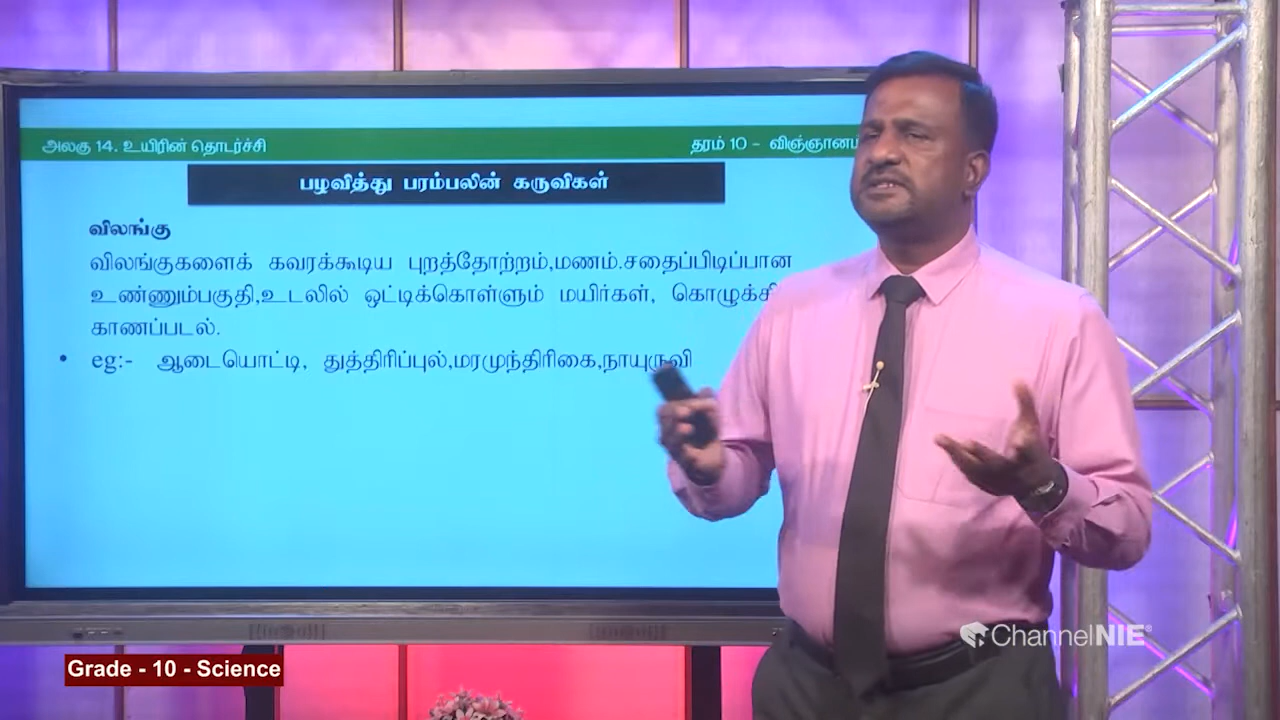 அலகு 14. உயிரின் தொடர்ச்சி
தரம் 10 - விஞ்ஞானம்
பழவித்து பரம்பலின் கருவிகள்
விலங்கு
விலங்குகளைக் கவரக்கூடிய புறத்தோற்றம்,மணம்.சதைப்பிடிப்பான
உண்ணும்பகுதி,உடலில் ஒட்டிக்கொள்ளும் மயிர்கள்,
காணப்படல்.
• eg:- ஆடையொட்டி, துத்திரிப்புல்,மரமுந்திரிகை,நாயுருவி
ChannelNIE
Grade - 10 - Science